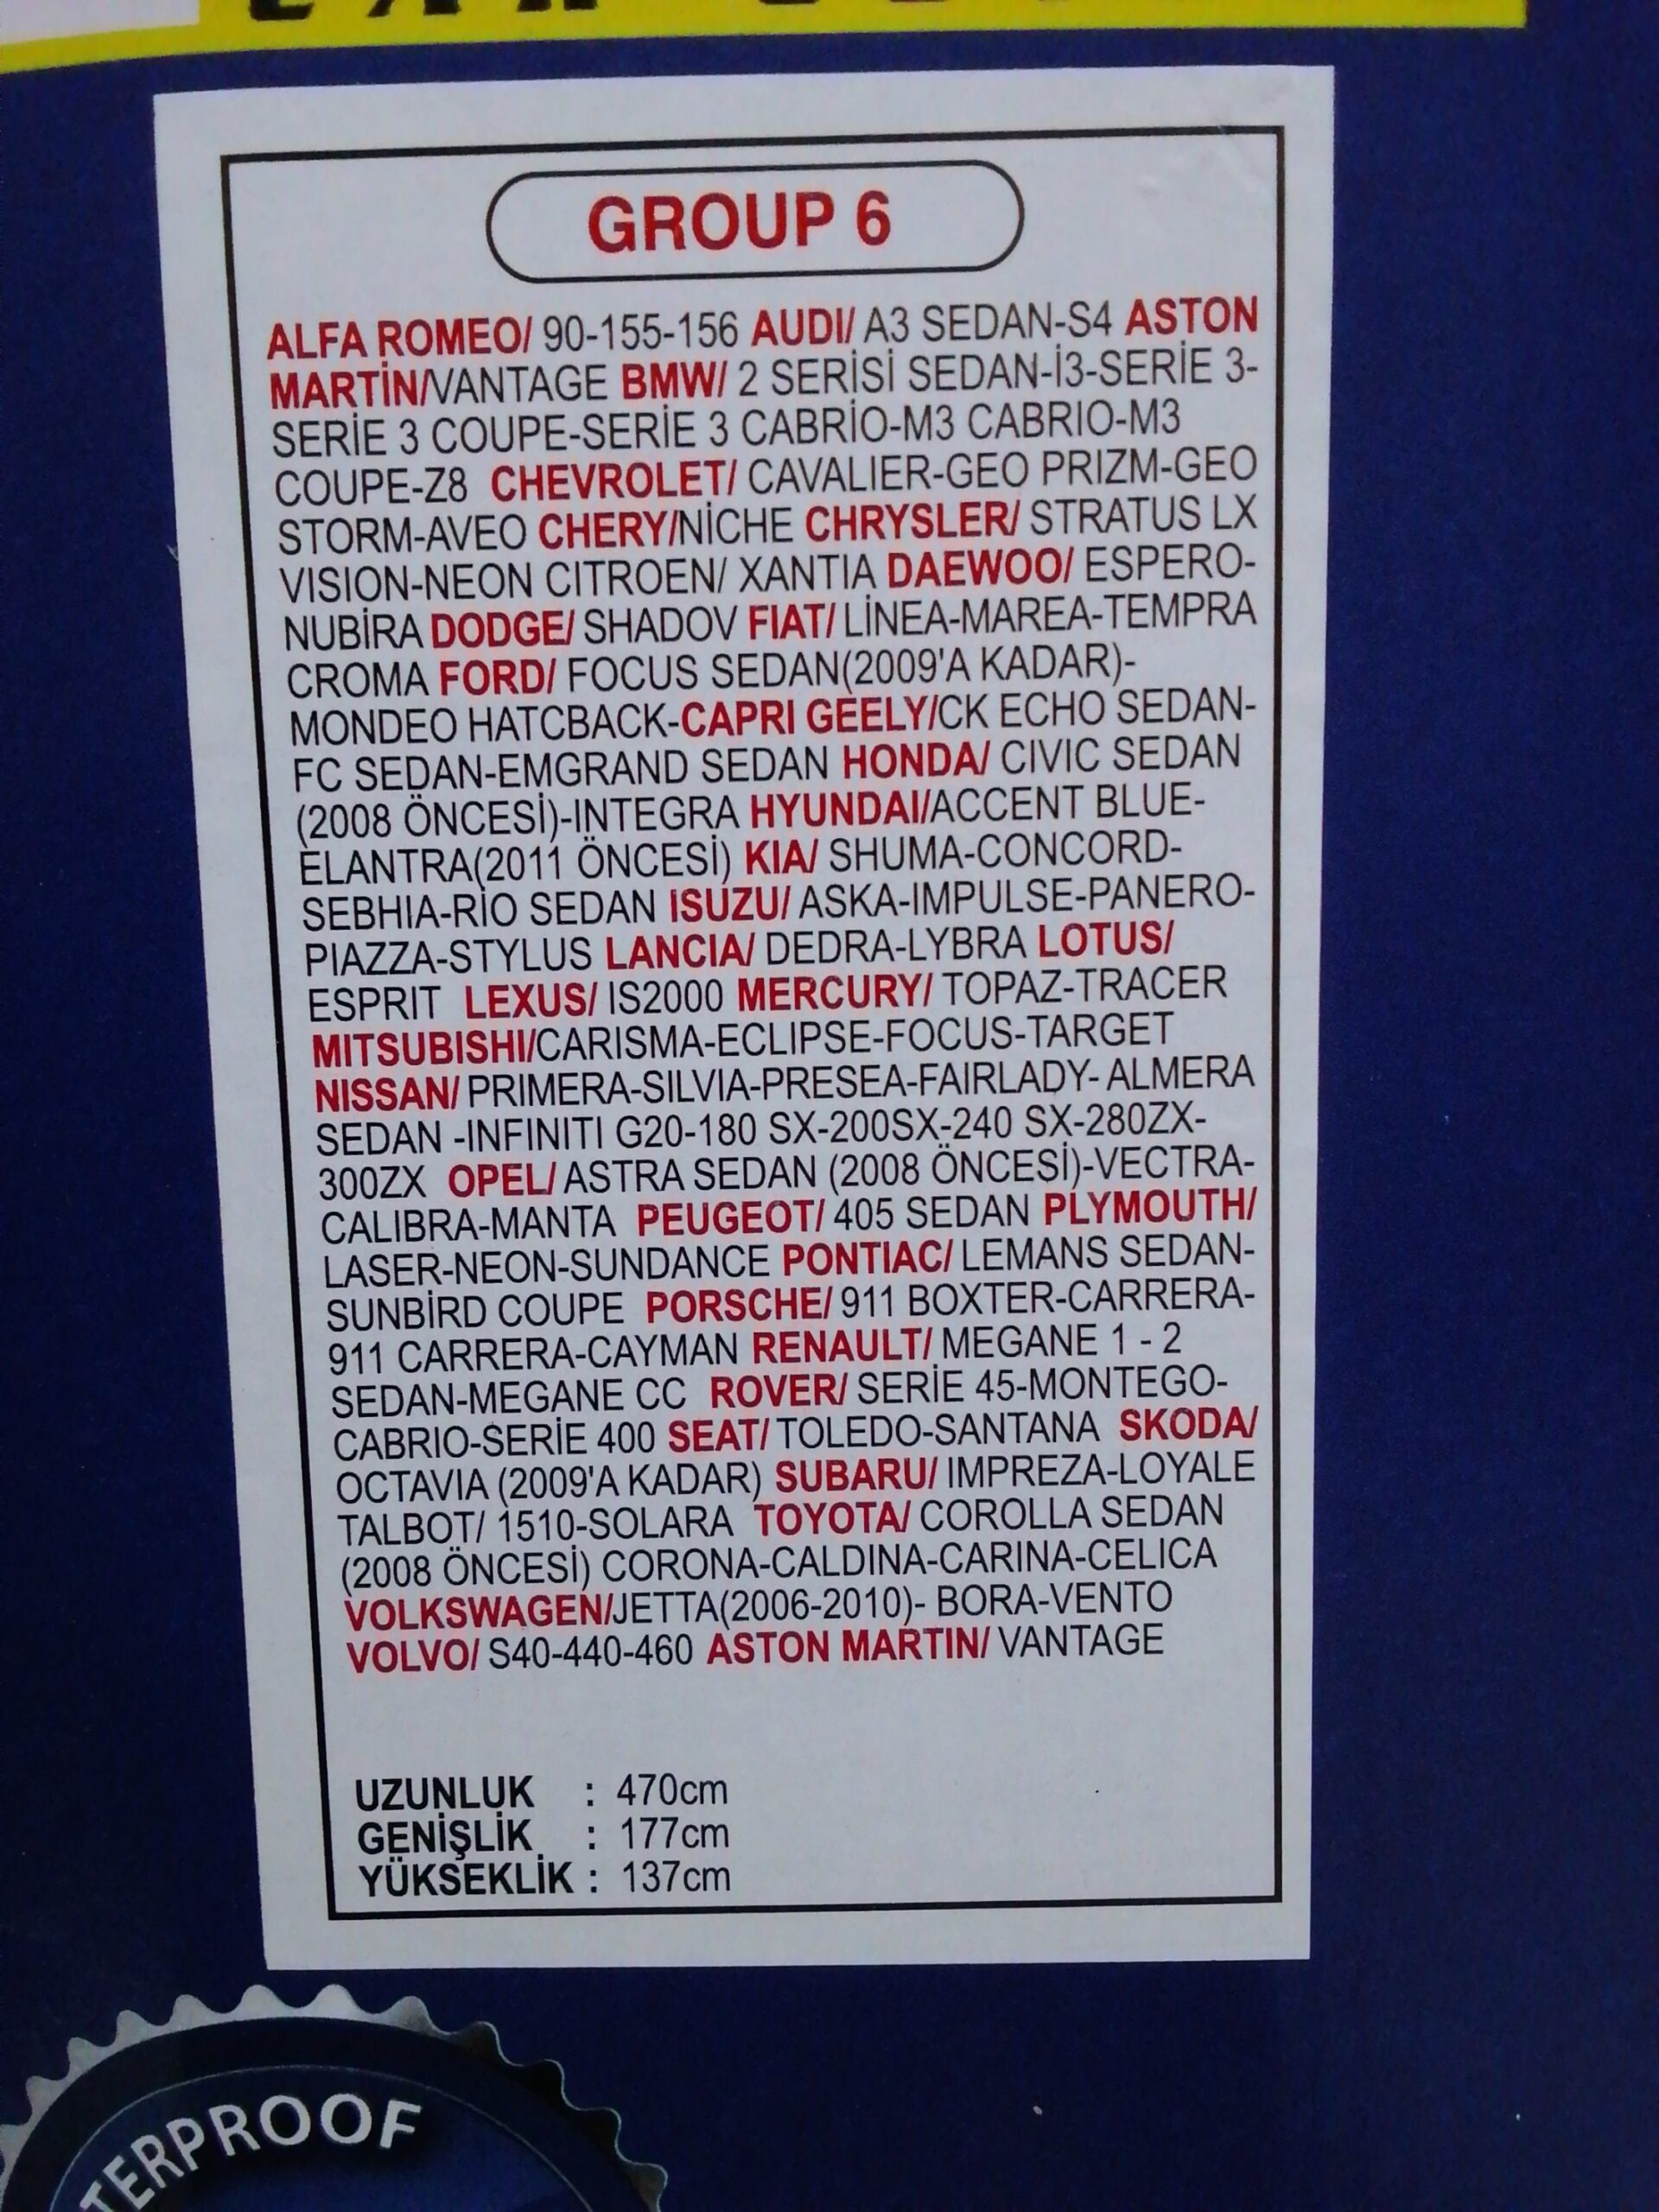 GROUP 6
ALFA ROMEO/ 90-155-156 AUDI/ A3 SEDAN-S4 ASTON
MARTİN/VANTAGE BMW/ 2 SERİSİ SEDAN-İ3-SERİE 3-
SERİE 3 COUPE-SERİE 3 CABRİO-M3 CABRIO-M3
COUPE-Z8 CHEVROLET/ CAVALIER-GEO PRIZM-GEO
STORM-AVEO CHERY/NİCHE CHRYSLER/ STRATUS LX
VISION-NEON CITROEN/ XANTIA DAEWOO/ ESPERO-
NUBİRA DODGE/ SHADOV FIAT/ LİNEA-MAREA-TEMPRA
CROMA FORD/ FOCUS SEDAN(2009'A KADAR)-
MONDEO HATCBACK-CAPRI GEELY/CK ECHO SEDAN-
FC SEDAN-EMGRAND SEDAN HONDA/ CIVIC SEDAN
(2008 ÖNCESİ)-INTEGRA HYUNDAI/ACCENT BLUE-
ELANTRA(2011 ÖNCESİ) KIA/ SHUMA-CONCORD-
SEBHIA-RİO SEDAN ISUZU/ ASKA-IMPULSE-PANERO-
PIAZZA-STYLUS LANCIA/ DEDRA-LYBRA LOTUS/
ESPRIT LEXUS/ IS2000 MERCURY/ TOPAZ-TRACER
MITSUBISHI/CARISMA-ECLIPSE-FOCUS-TARGET
NISSAN/ PRIMERA-SILVIA-PRESEA-FAIRLADY- ALMERA
SEDAN -INFINITI G20-180 SX-200SX-240 SX-280ZX-
300ZX OPEL/ ASTRA SEDAN (2008 ÖNCESİ)-VECTRA-
CALIBRA-MANTA PEUGEOT/ 405 SEDAN PLYMOUTH/
LASER-NEON-SUNDANCE PONTIAC/ LEMANS SEDAN-
SUNBİRD COUPE PORSCHE/ 911 BOXTER-CARRERA-
911 CARRERA-CAYMAN RENAULT/ MEGANE 1 - 2
SEDAN-MEGANE CC ROVER/ SERİE 45-MONTEGO-
CABRIO-SERİE 400 SEAT/ TOLEDO-SANTANA SKODA/
OCTAVIA (2009'A KADAR) SUBARU/ IMPREZA-LOYALE
TALBOT/ 1510-SOLARA TOYOTA/ COROLLA SEDAN
(2008 ÖNCESİ) CORONA-CALDINA-CARINA-CELICA
VOLKSWAGEN/JETTA(2006-2010)- BORA-VENTO
VOLVO/ S40-440-460 ASTON MARTIN/ VANTAGE
UZUNLUK : 470cm
GENİŞLİK : 177cm
YÜKSEKLİK : 137cm